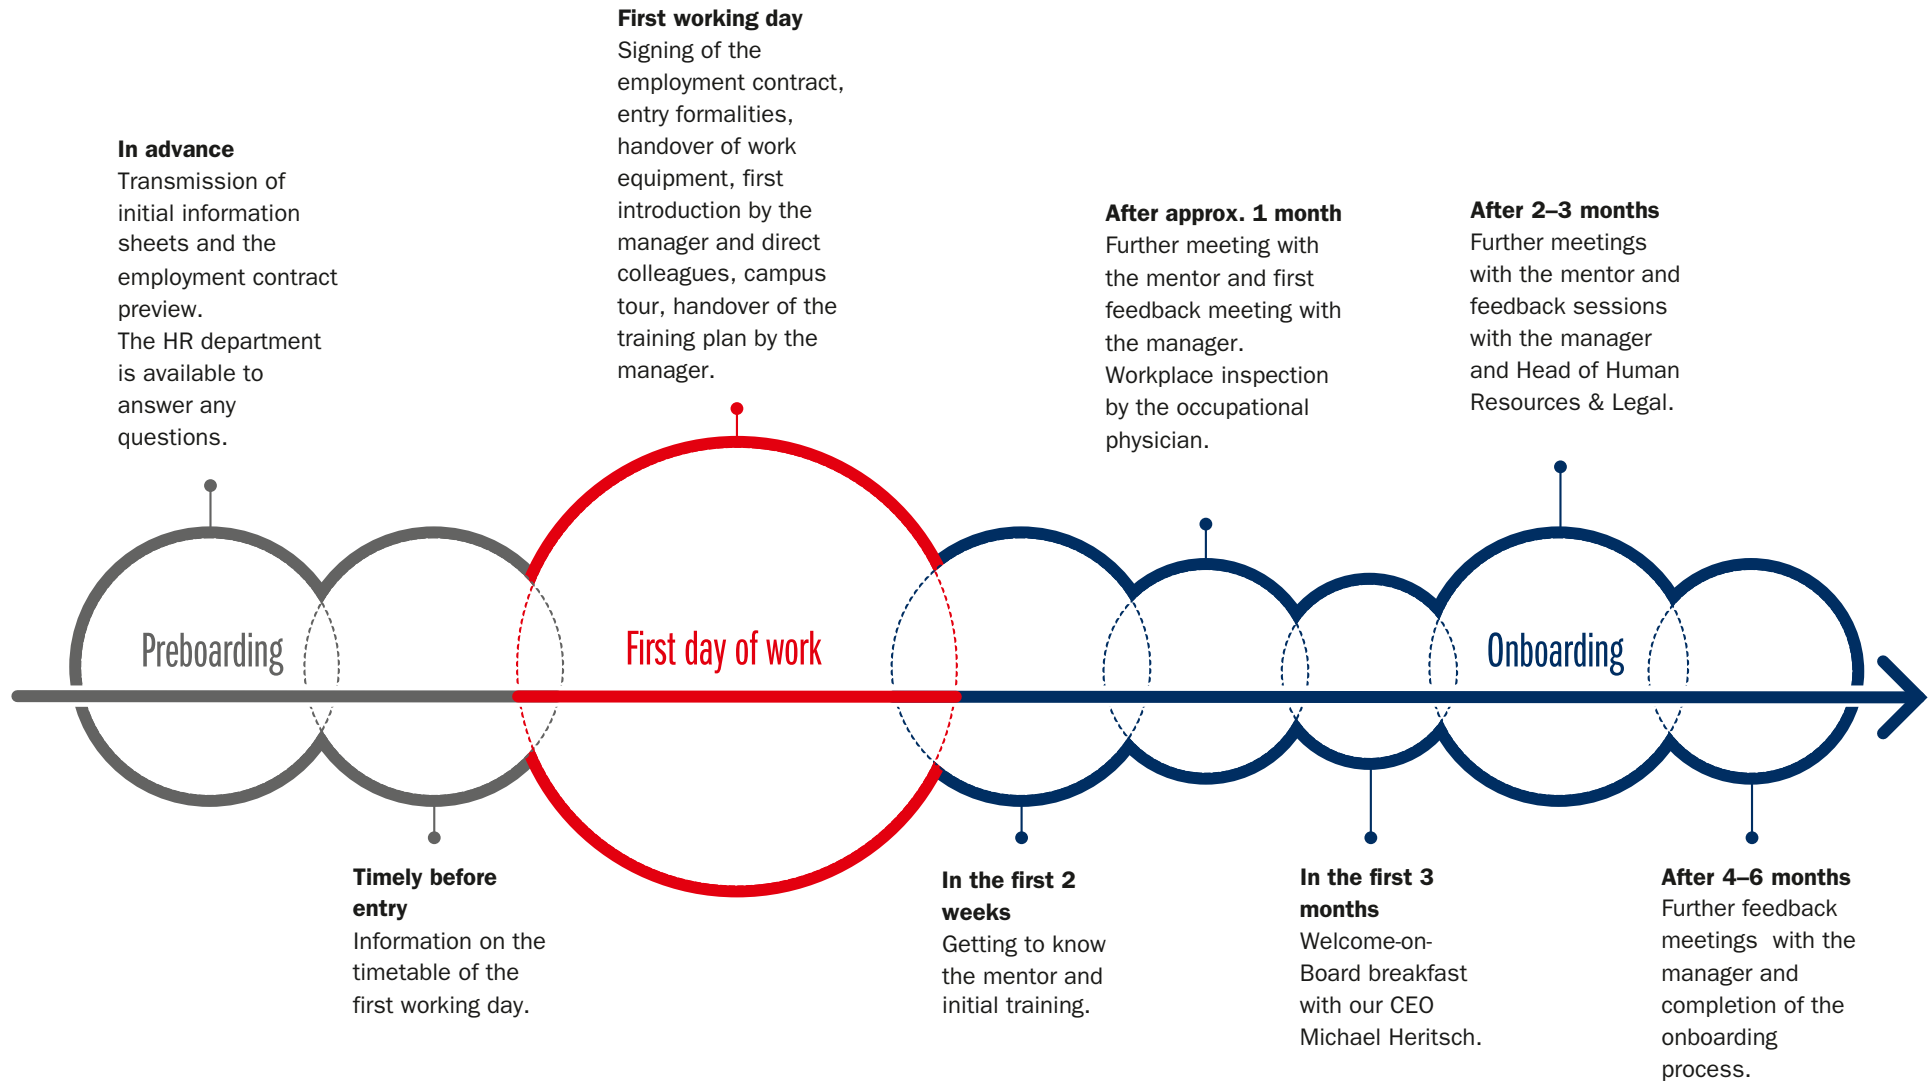 First working day
Signing of the
employment contract,
entry formalities,
handover of work
equipment, first
introduction by the
manager and direct
colleagues, campus
tour, handover of the
training plan by the
manager.
In advance
Transmission of
initial information
sheets and the
employment contract
preview.
The HR department
is available to
answer any
questions.
After approx. 1 month
Further meeting with
the mentor and first
feedback meeting with
the manager.
Workplace inspection
by the occupational
physician.
After 2–3 months
Further meetings
with the mentor and
feedback sessions
with the manager
and Head of Human
Resources & Legal.
Preboarding
First day of work
Onboarding
Timely before
entry
Information on the
timetable of the
first working day.
In the first 2
weeks
Getting to know
the mentor and
initial training.
In the first 3
months
Welcome-on-
Board breakfast
with our CEO
Michael Heritsch.
After 4–6 months
Further feedback
meetings with the
manager and
completion of the
onboarding
process.